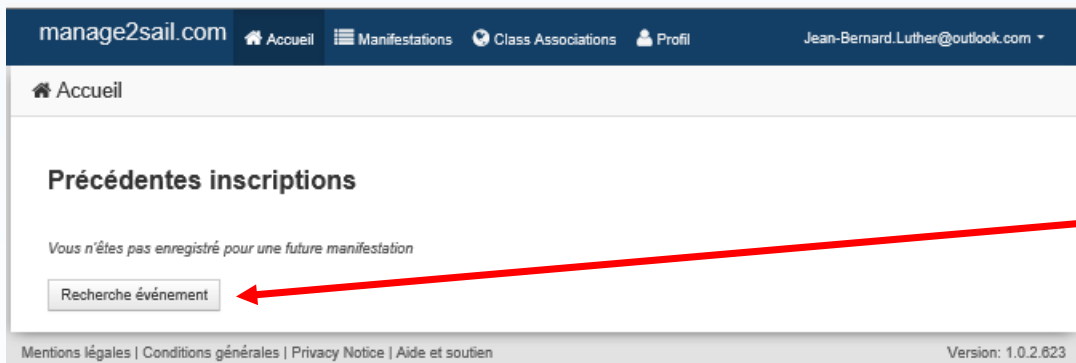 manage2sail.com Accueil Manifestations Class Associations Profil Jean-Bernard.Luther@outlook.com
Accueil
Précédentes inscriptions
Vous n'êtes pas enregistré pour une future manifestation
Recherche événement
Mentions légales | Conditions générales | Privacy Notice | Aide et soutien Version: 1.0.2.623